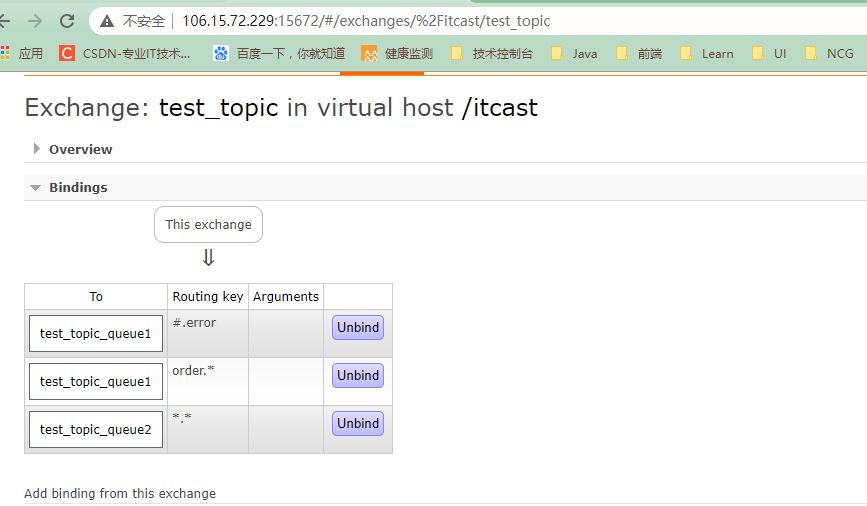 不安全 | 106.15.72.229:15672/#/exchanges/%2Fitcast/test_topic
应用 CSDN-专业IT技术... 百度一下，你就知道 健康监测 技术控制台 Java 前端 Learn UI NCG
Exchange: test_topic in virtual host /itcast
Overview
Bindings
This exchange
⇓
To Routing key Arguments
test_topic_queue1 #.error Unbind
test_topic_queue1 order.* Unbind
test_topic_queue2 *.* Unbind
Add binding from this exchange